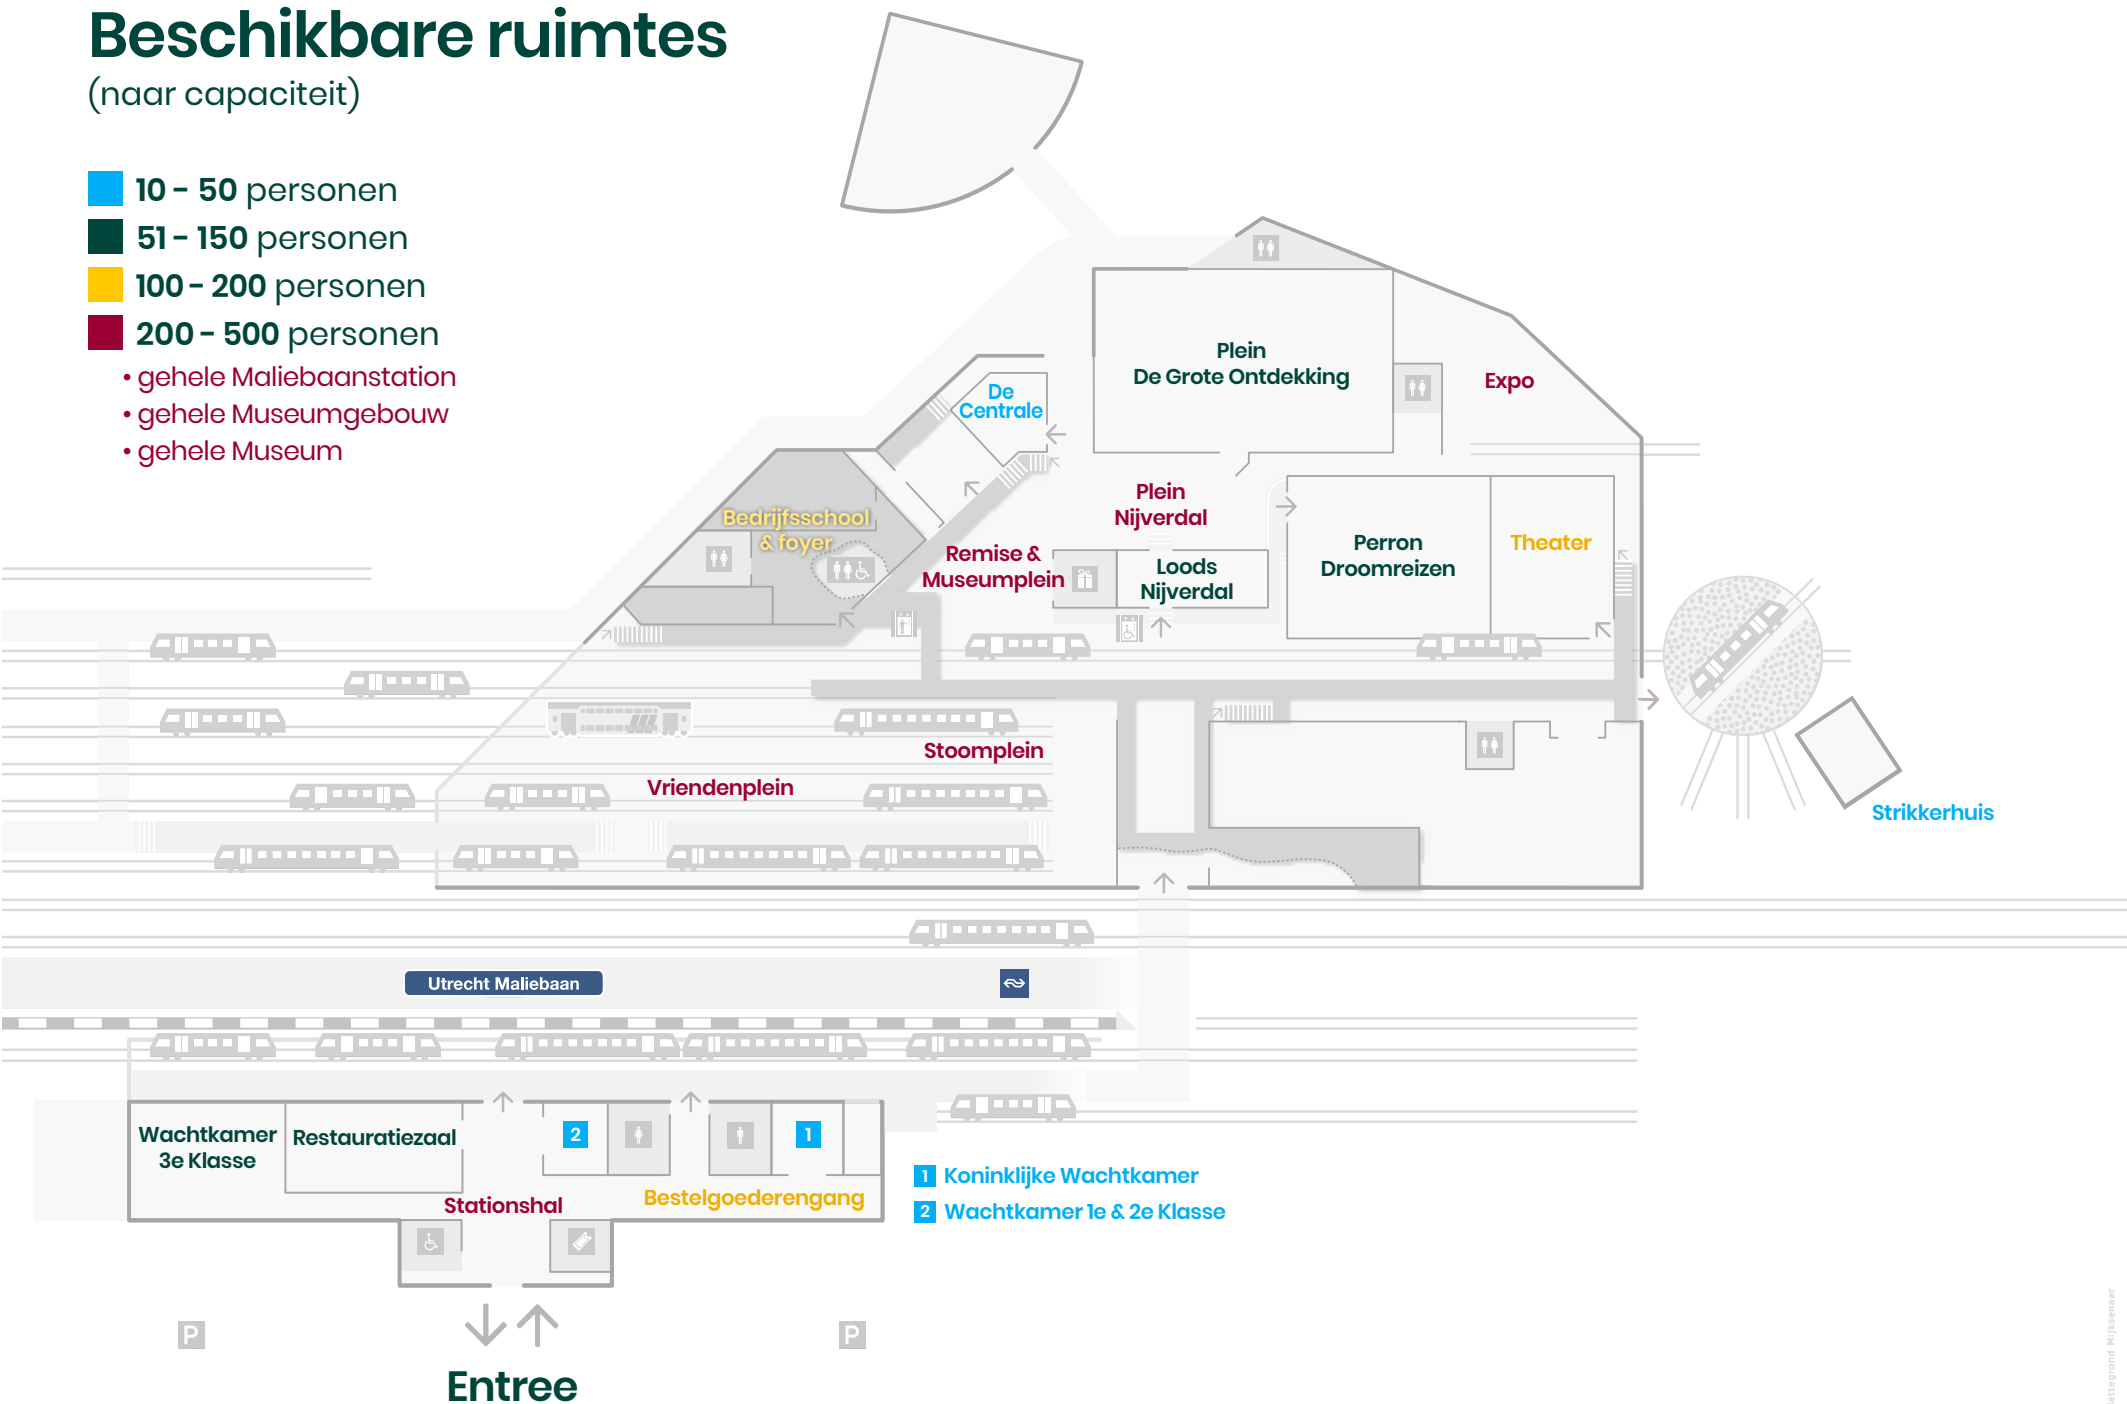 Beschikbare ruimtes
(naar capaciteit)
10 - 50 personen
51 - 150 personen
100 - 200 personen
200 - 500 personen
• gehele Maliebaanstation
• gehele Museumgebouw
• gehele Museum
Plein
De Grote Ontdekking
Expo
De
Centrale
Plein
Nijverdal
Bedrijfsschool
& foyer
Remise &
Museumplein
Loods
Nijverdal
Perron
Droomreizen
Theater
Stoomplein
Vriendenplein
Strikkerhuis
Utrecht Maliebaan
Wachtkamer
3e Klasse
Restauratiezaal
2
1
Stationshal
Bestelgoederengang
1 Koninklijke Wachtkamer
2 Wachtkamer 1e & 2e Klasse
P
P
Entree
attegrond Mijksenaar